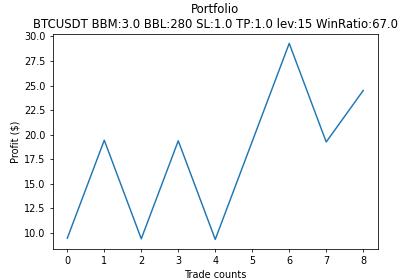 Portfolio
BTCUSDT BBM:3.0 BBL:280 SL:1.0 TP:1.0 lev:15 WinRatio:67.0
30.0
27.5
25.0
22.5
20.0
17.5
15.0
12.5
10.0
Profit ($)
0 1 2 3 4 5 6 7 8
Trade counts